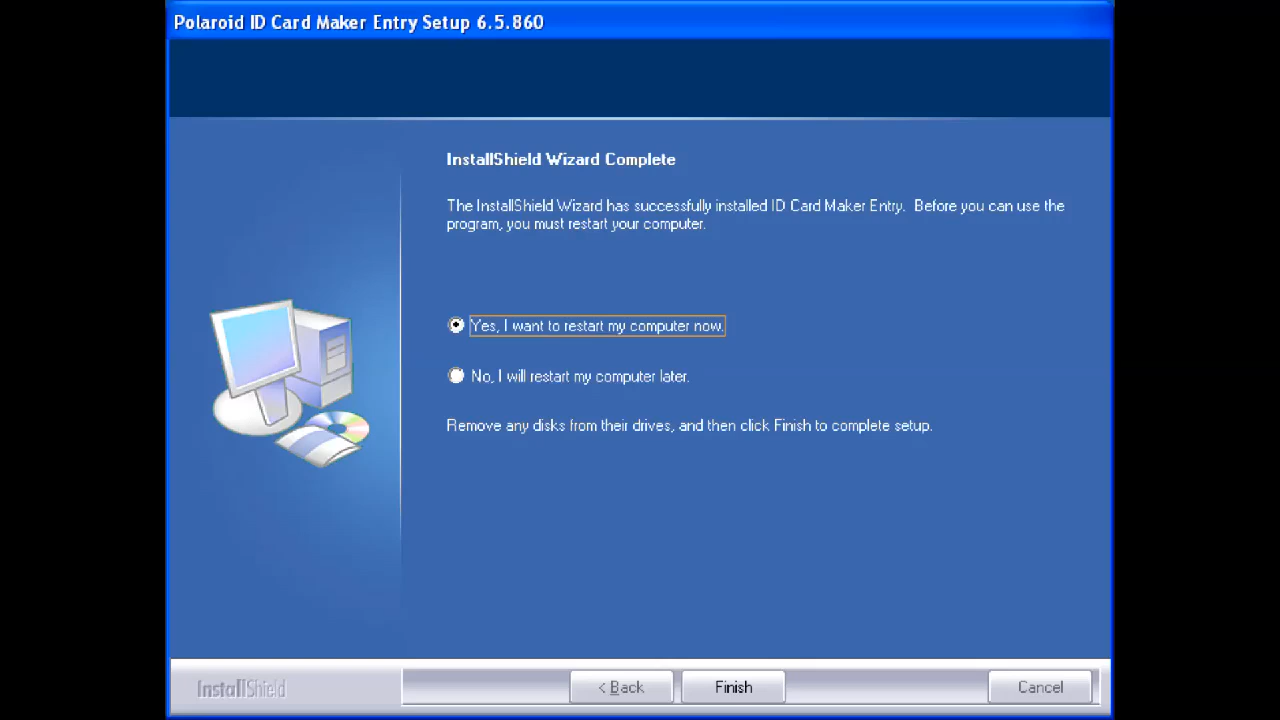 Polaroid ID Card Maker Entry Setup 6.5.860
InstallShield Wizard Complete
The InstallShield Wizard has successfully installed ID Card Maker Entry.  Before you can use the
program, you must restart your computer.
Yes, I want to restart my computer now.
No, I will restart my computer later.
Remove any disks from their drives, and then click Finish to complete setup.
InstallShield
< Back
Finish
Cancel